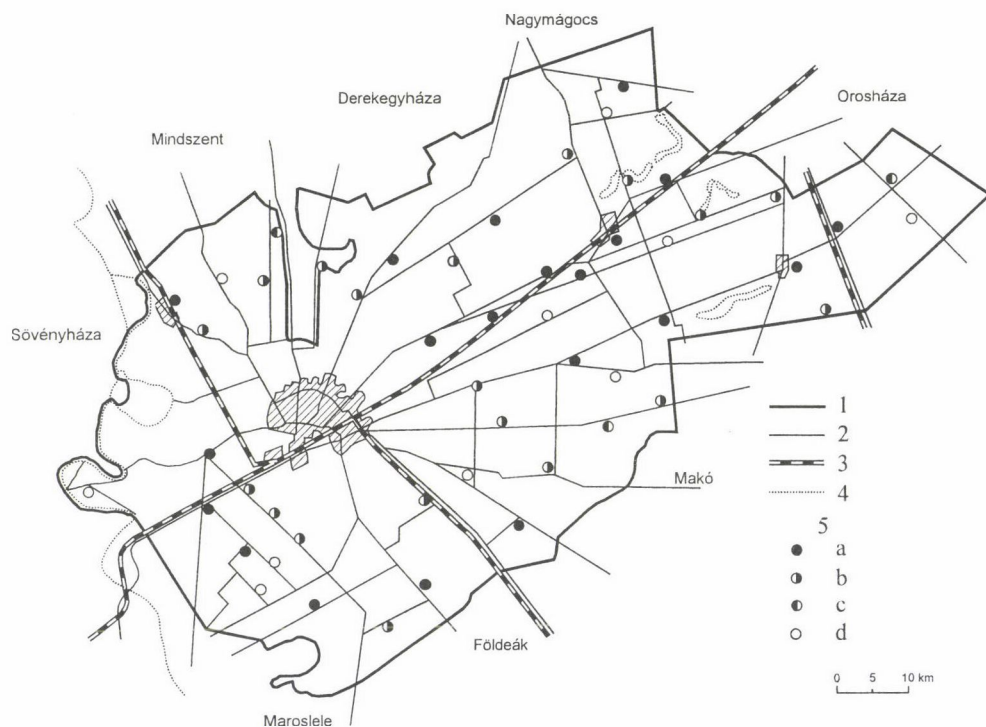 Nagymágocs
Derekegyháza
Orosháza
Mindszent
Sövényháza
Makó
Földeák
Maroslele
1
2
3
4
5
a
b
c
d
0 5 10 km